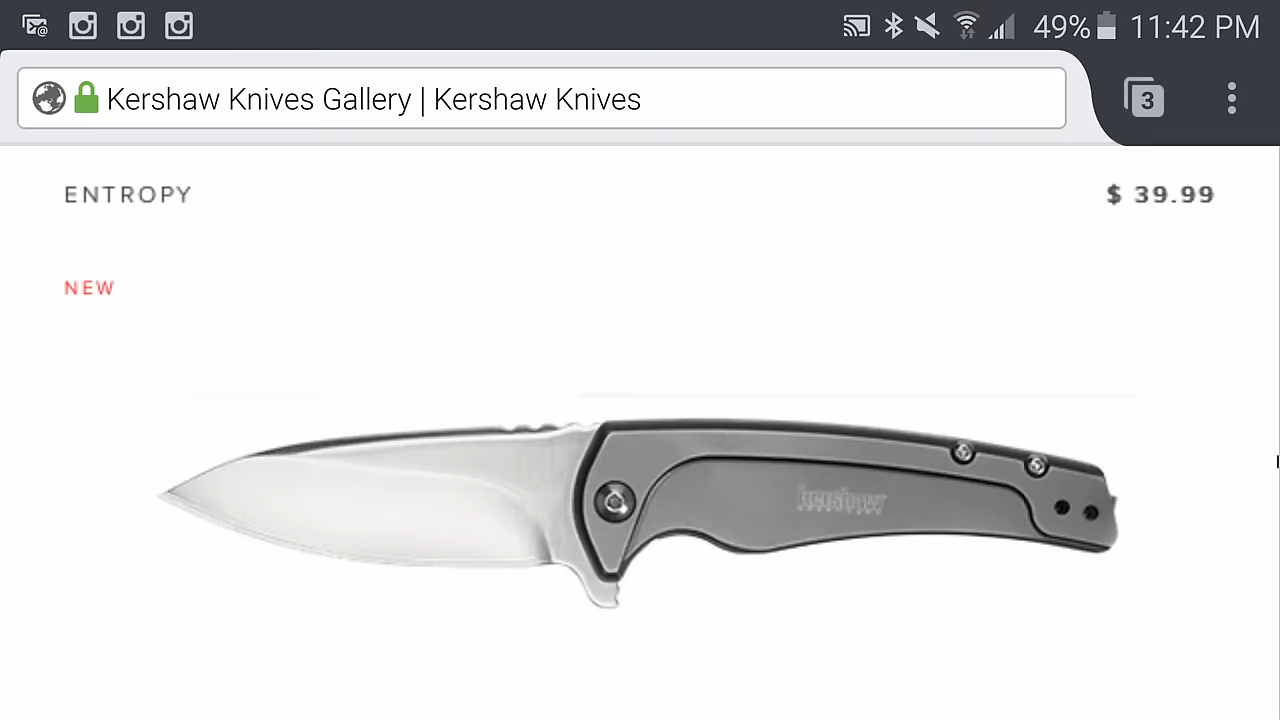 49% 11:42 PM
Kershaw Knives Gallery | Kershaw Knives
3
ENTROPY
$ 39.99
NEW
kershaw